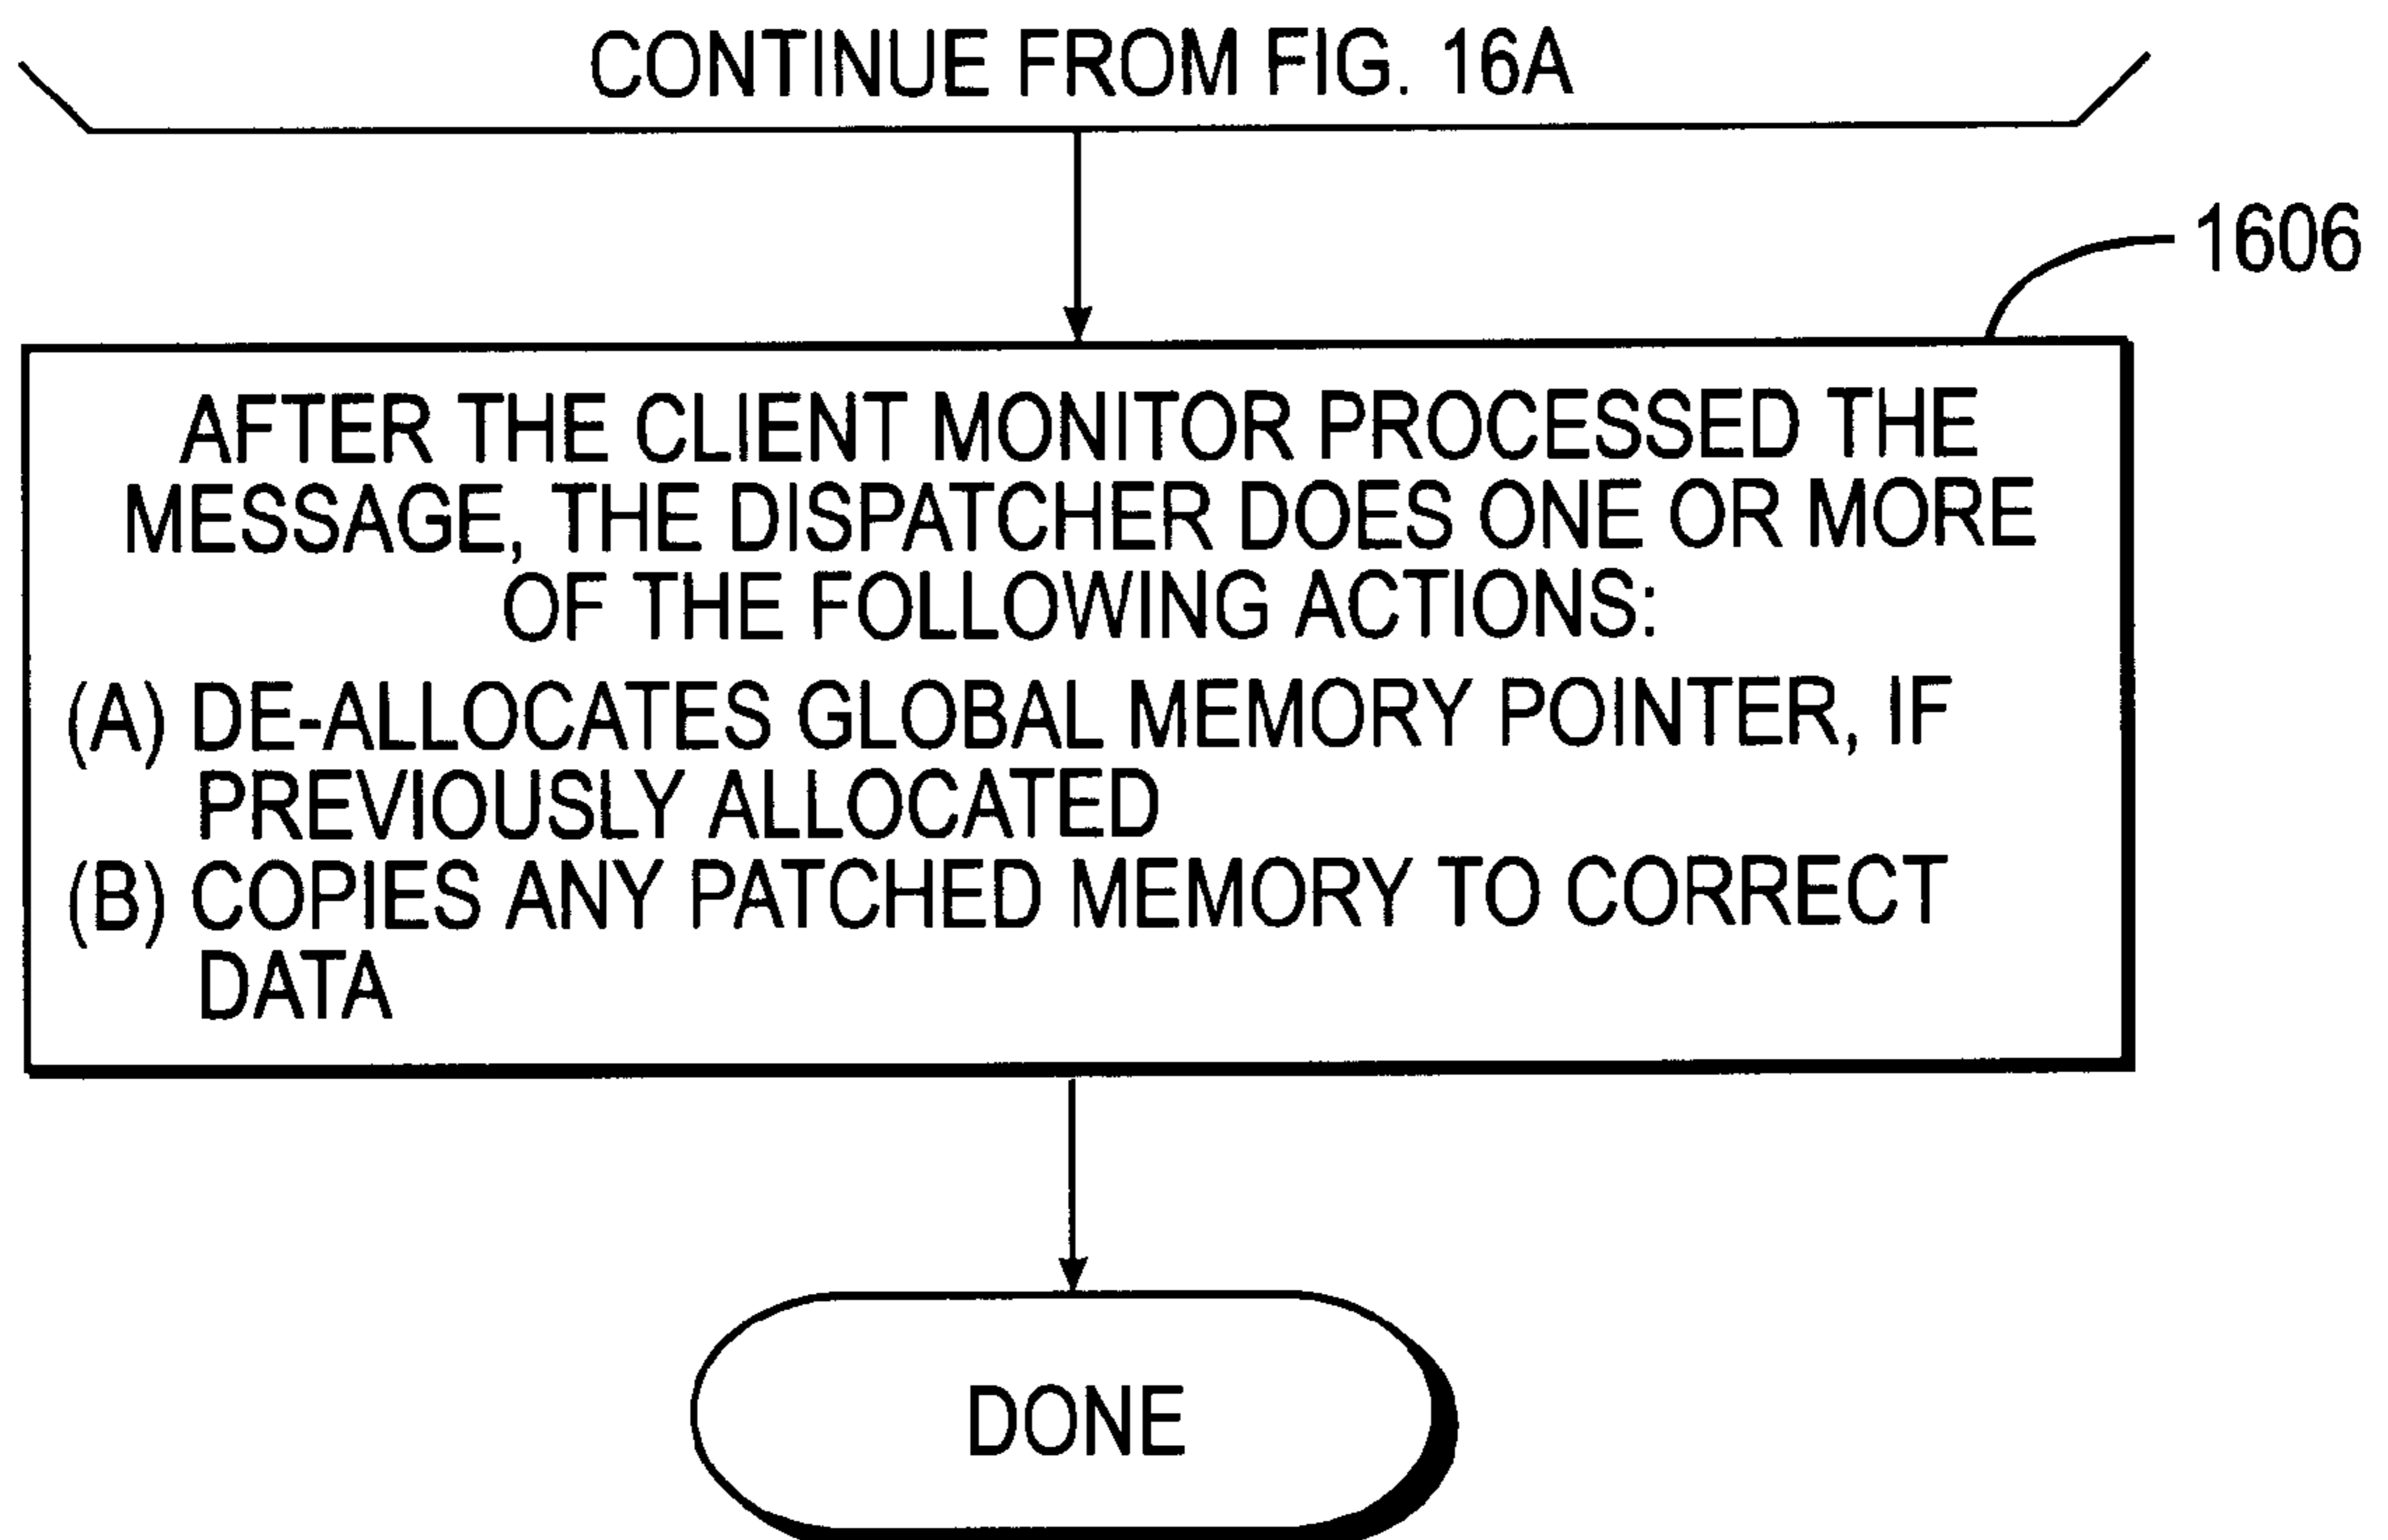 CONTINUE FROM FIG. 16A
1606
AFTER THE CLIENT MONITOR PROCESSED THE
MESSAGE, THE DISPATCHER DOES ONE OR MORE
OF THE FOLLOWING ACTIONS:
(A) DE-ALLOCATES GLOBAL MEMORY POINTER, IF
PREVIOUSLY ALLOCATED
(B) COPIES ANY PATCHED MEMORY TO CORRECT
DATA
DONE